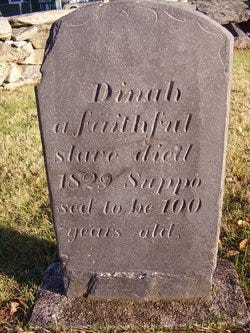 Dinah
a faithful
slave died
1829. Suppo
sed to be 100
years old.